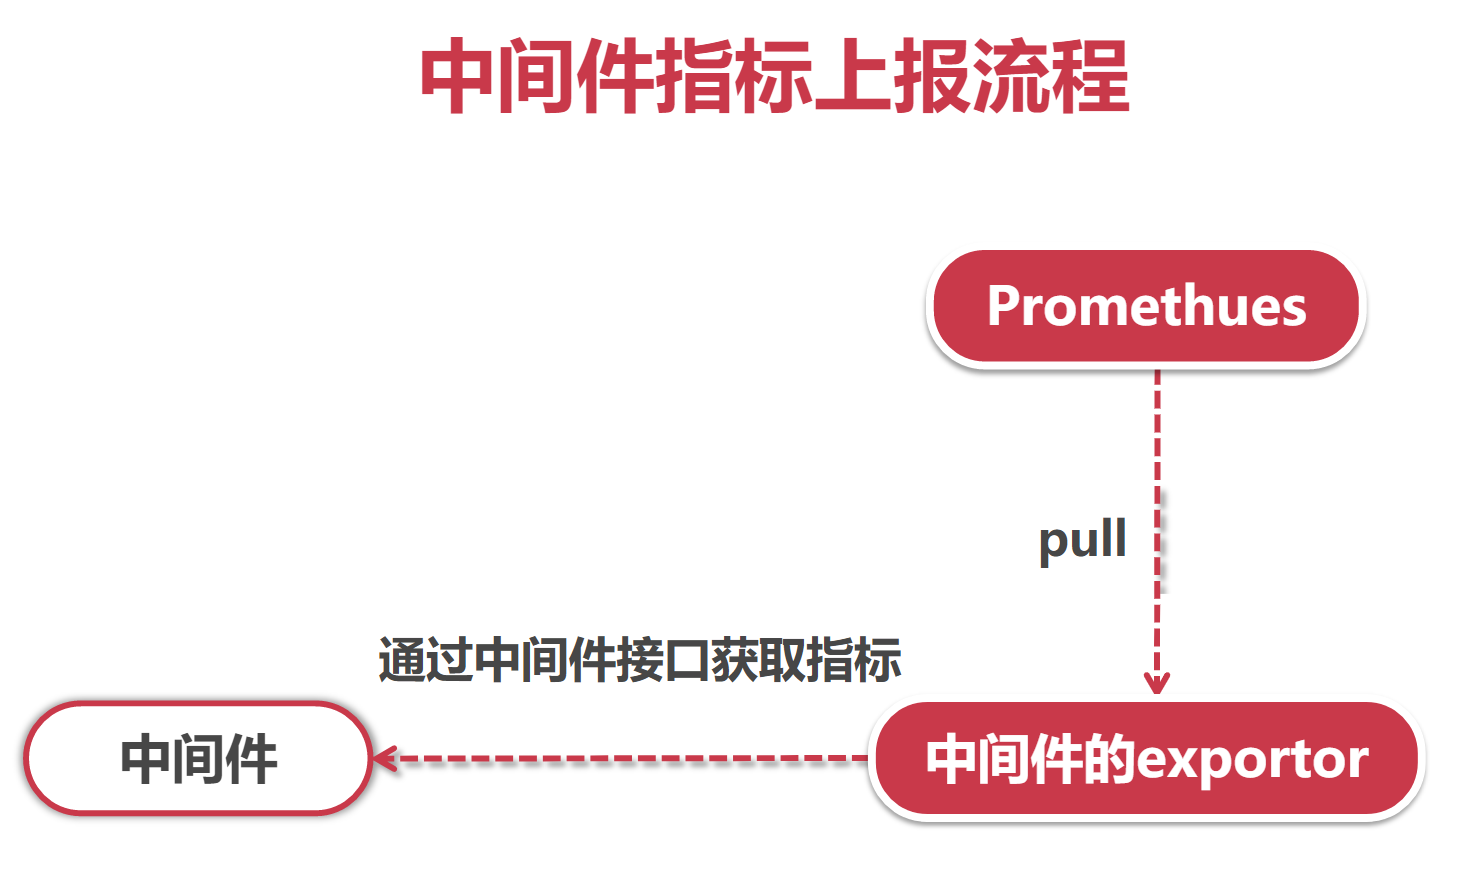 中间件指标上报流程
Promethues
pull
通过中间件接口获取指标
中间件
中间件的exportor